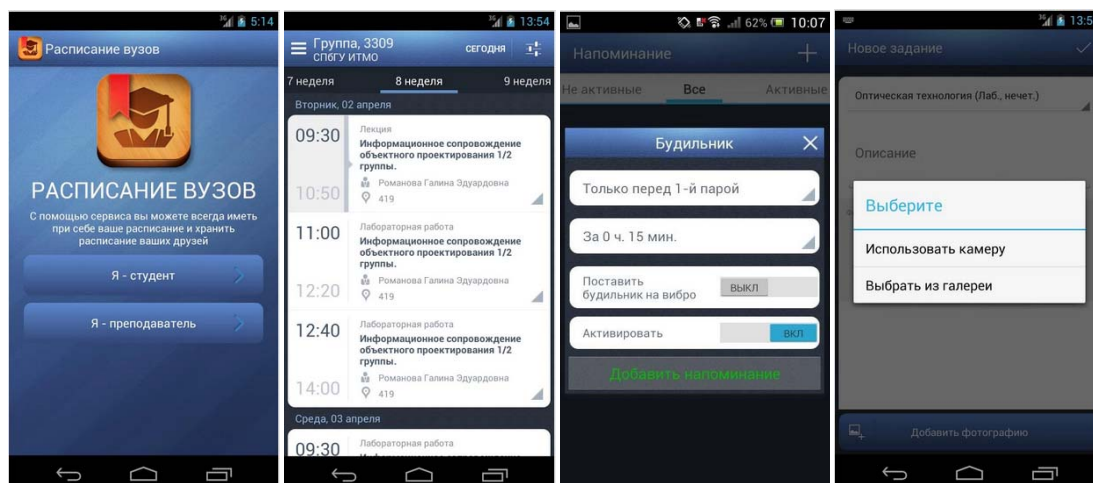 5:14
Расписание вузов
РАСПИСАНИЕ ВУЗОВ
С помощью сервиса вы можете всегда иметь
при себе ваше расписание и хранить
расписание ваших друзей
Я - студент
Я - преподаватель
3G 13:54
Группа, 3309
СПбГУ ИТМО
СЕГОДНЯ
7 неделя 8 неделя 9 неделя
Вторник, 02 апреля
09:30
Лекция
Информационное сопровождение
объектного проектирования 1/2
группы.
Романова Галина Эдуардовна
10:50
419
11:00
Лабораторная работа
Информационное сопровождение
объектного проектирования 1/2
группы.
Романова Галина Эдуардовна
12:20
419
12:40
Лабораторная работа
Информационное сопровождение
объектного проектирования 1/2
группы.
Романова Галина Эдуардовна
14:00
419
Среда, 03 апреля
09:30
Лабораторная работа
62% 10:07
Напоминание
Не активные Все Активные
Будильник
Только перед 1-й парой
За 0 ч. 15 мин.
Поставить
будильник на вибро
ВЫКЛ
Активировать
ВКЛ
Добавить напоминание
3G 13:5
Новое задание
Оптическая технология (Лаб., нечет.)
Описание
Выберите
Использовать камеру
Выбрать из галереи
Добавить фотографию